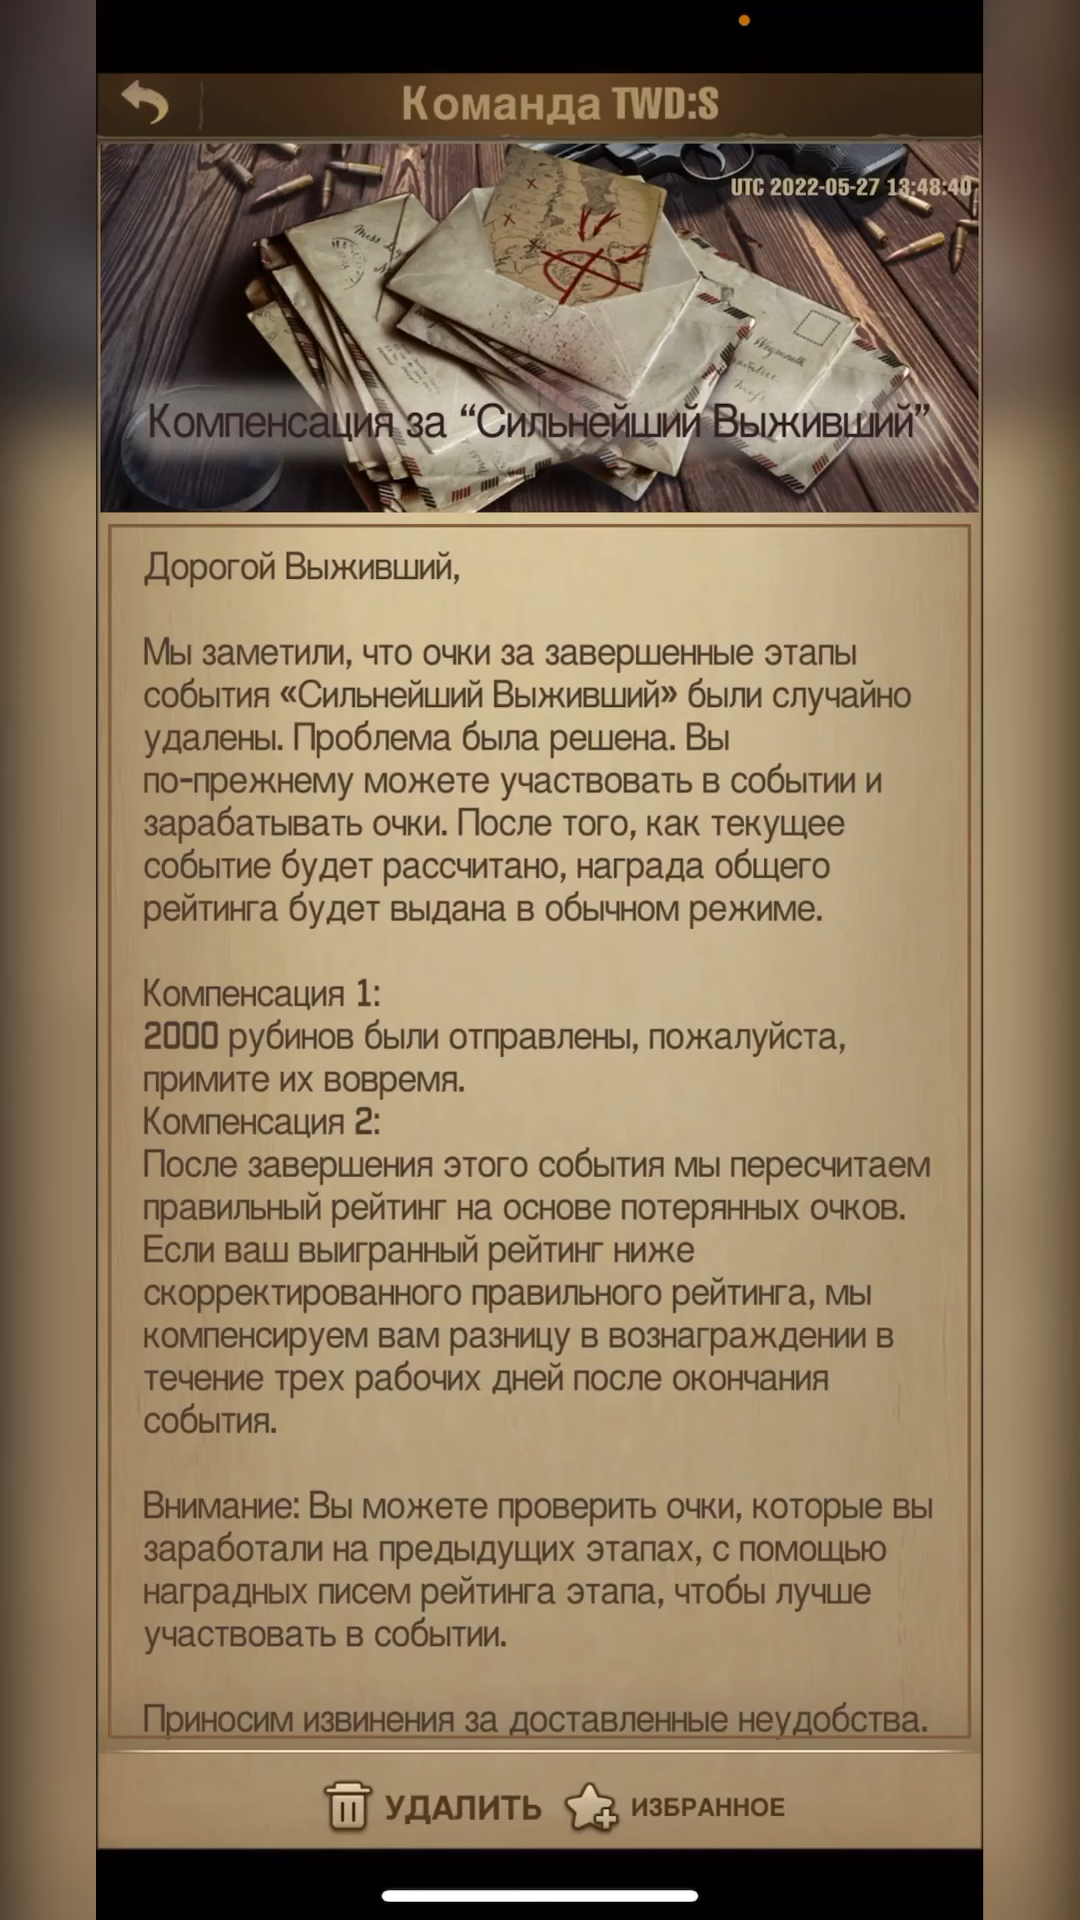 Команда TWD:S
UTC 2022-05-27 13:48:40
Компенсация за “Сильнейший Выживший”
Дорогой Выживший,
Мы заметили, что очки за завершенные этапы
события «Сильнейший Выживший» были случайно
удалены. Проблема была решена. Вы
по-прежнему можете участвовать в событии и
зарабатывать очки. После того, как текущее
событие будет рассчитано, награда общего
рейтинга будет выдана в обычном режиме.
Компенсация 1:
2000 рубинов были отправлены, пожалуйста,
примите их вовремя.
Компенсация 2:
После завершения этого события мы пересчитаем
правильный рейтинг на основе потерянных очков.
Если ваш выигранный рейтинг ниже
скорректированного правильного рейтинга, мы
компенсируем вам разницу в вознаграждении в
течение трех рабочих дней после окончания
события.
Внимание: Вы можете проверить очки, которые вы
заработали на предыдущих этапах, с помощью
наградных писем рейтинга этапа, чтобы лучше
участвовать в событии.
Приносим извинения за доставленные неудобства.
УДАЛИТЬ
ИЗБРАННОЕ